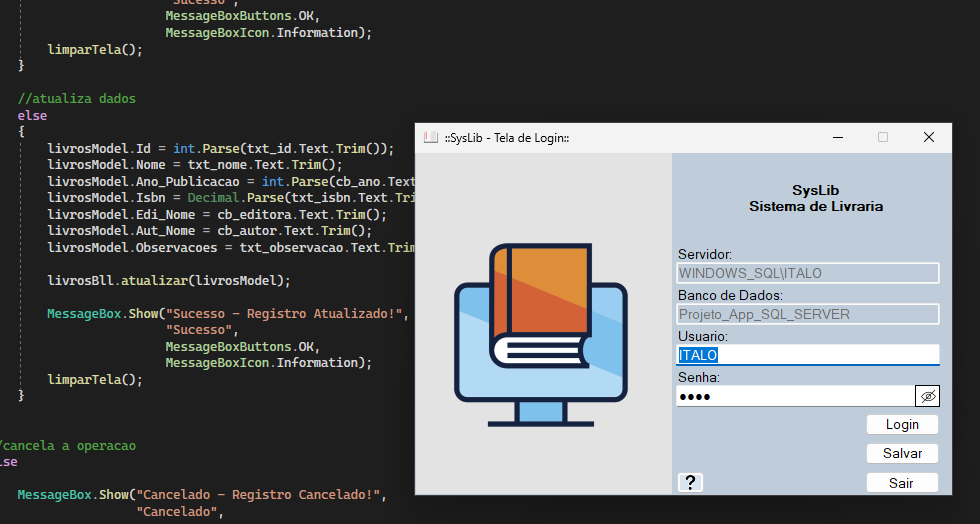 "Sucesso",
MessageBoxButtons.OK,
MessageBoxIcon.Information);
limparTela();
}
//atualiza dados
else
{
livrosModel.Id = int.Parse(txt_id.Text.Trim());
livrosModel.Nome = txt_nome.Text.Trim();
livrosModel.Ano_Publicacao = int.Parse(cb_ano.Text
livrosModel.Isbn = Decimal.Parse(txt_isbn.Text.Tri
livrosModel.Edi_Nome = cb_editora.Text.Trim();
livrosModel.Aut_Nome = cb_autor.Text.Trim();
livrosModel.Observacoes = txt_observacao.Text.Trim
livrosBll.atualizar(livrosModel);
MessageBox.Show("Sucesso - Registro Atualizado!",
"Sucesso",
MessageBoxButtons.OK,
MessageBoxIcon.Information);
limparTela();
}
/cancela a operacao
lse
MessageBox.Show("Cancelado - Registro Cancelado!",
"Cancelado",
::SysLib - Tela de Login::
SysLib
Sistema de Livraria
Servidor:
WINDOWS_SQL\ITALO
Banco de Dados:
Projeto_App_SQL_SERVER
Usuario:
ITALO
Senha:
●●●●
Login
Salvar
?
Sair